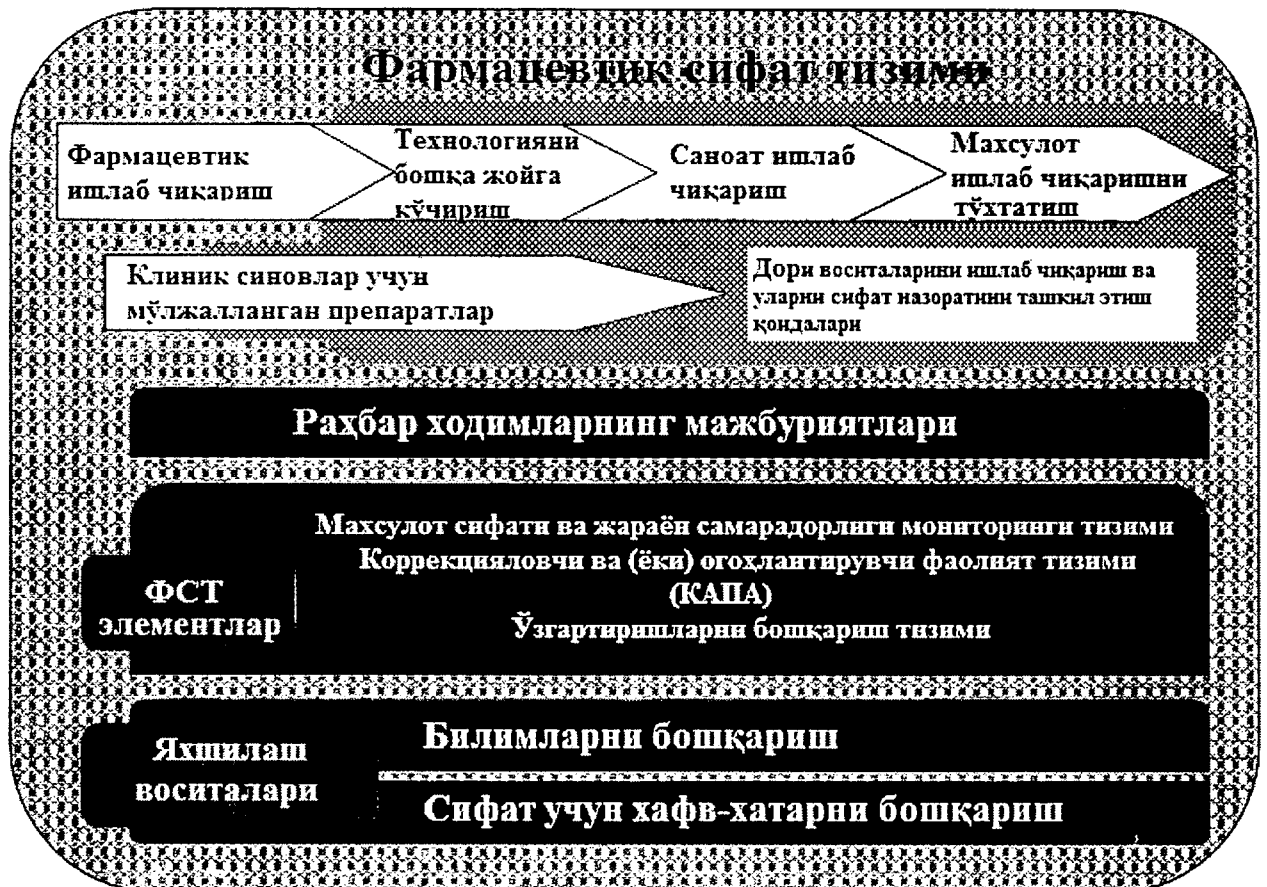 Фармацевтик сифат тизими
Фармацевтик
ишлаб чиқариш
Технологияни
бошқа жойга
кўчириш
Саноат ишлаб
чиқариш
Махсулот
ишлаб чиқаришни
тўхтатиш
Клиник синовлар учун
мўлжалланган препаратлар
Дори воситаларини ишлаб чиқариш ва
уларни сифат назоратини ташкил этиш
қоидалари
Раҳбар ходимларнинг мажбуриятлари
ФСТ
элементлар
Махсулот сифати ва жараён самарадорлиги мониторинги тизими
Коррекцияловчи ва (ёки) огоҳлантирувчи фаолият тизими
(КАПА)
Ўзгартиришларни бошқариш тизими
Яхшилаш
воситалари
Билимларни бошқариш
Сифат учун хафв-хатарни бошқариш